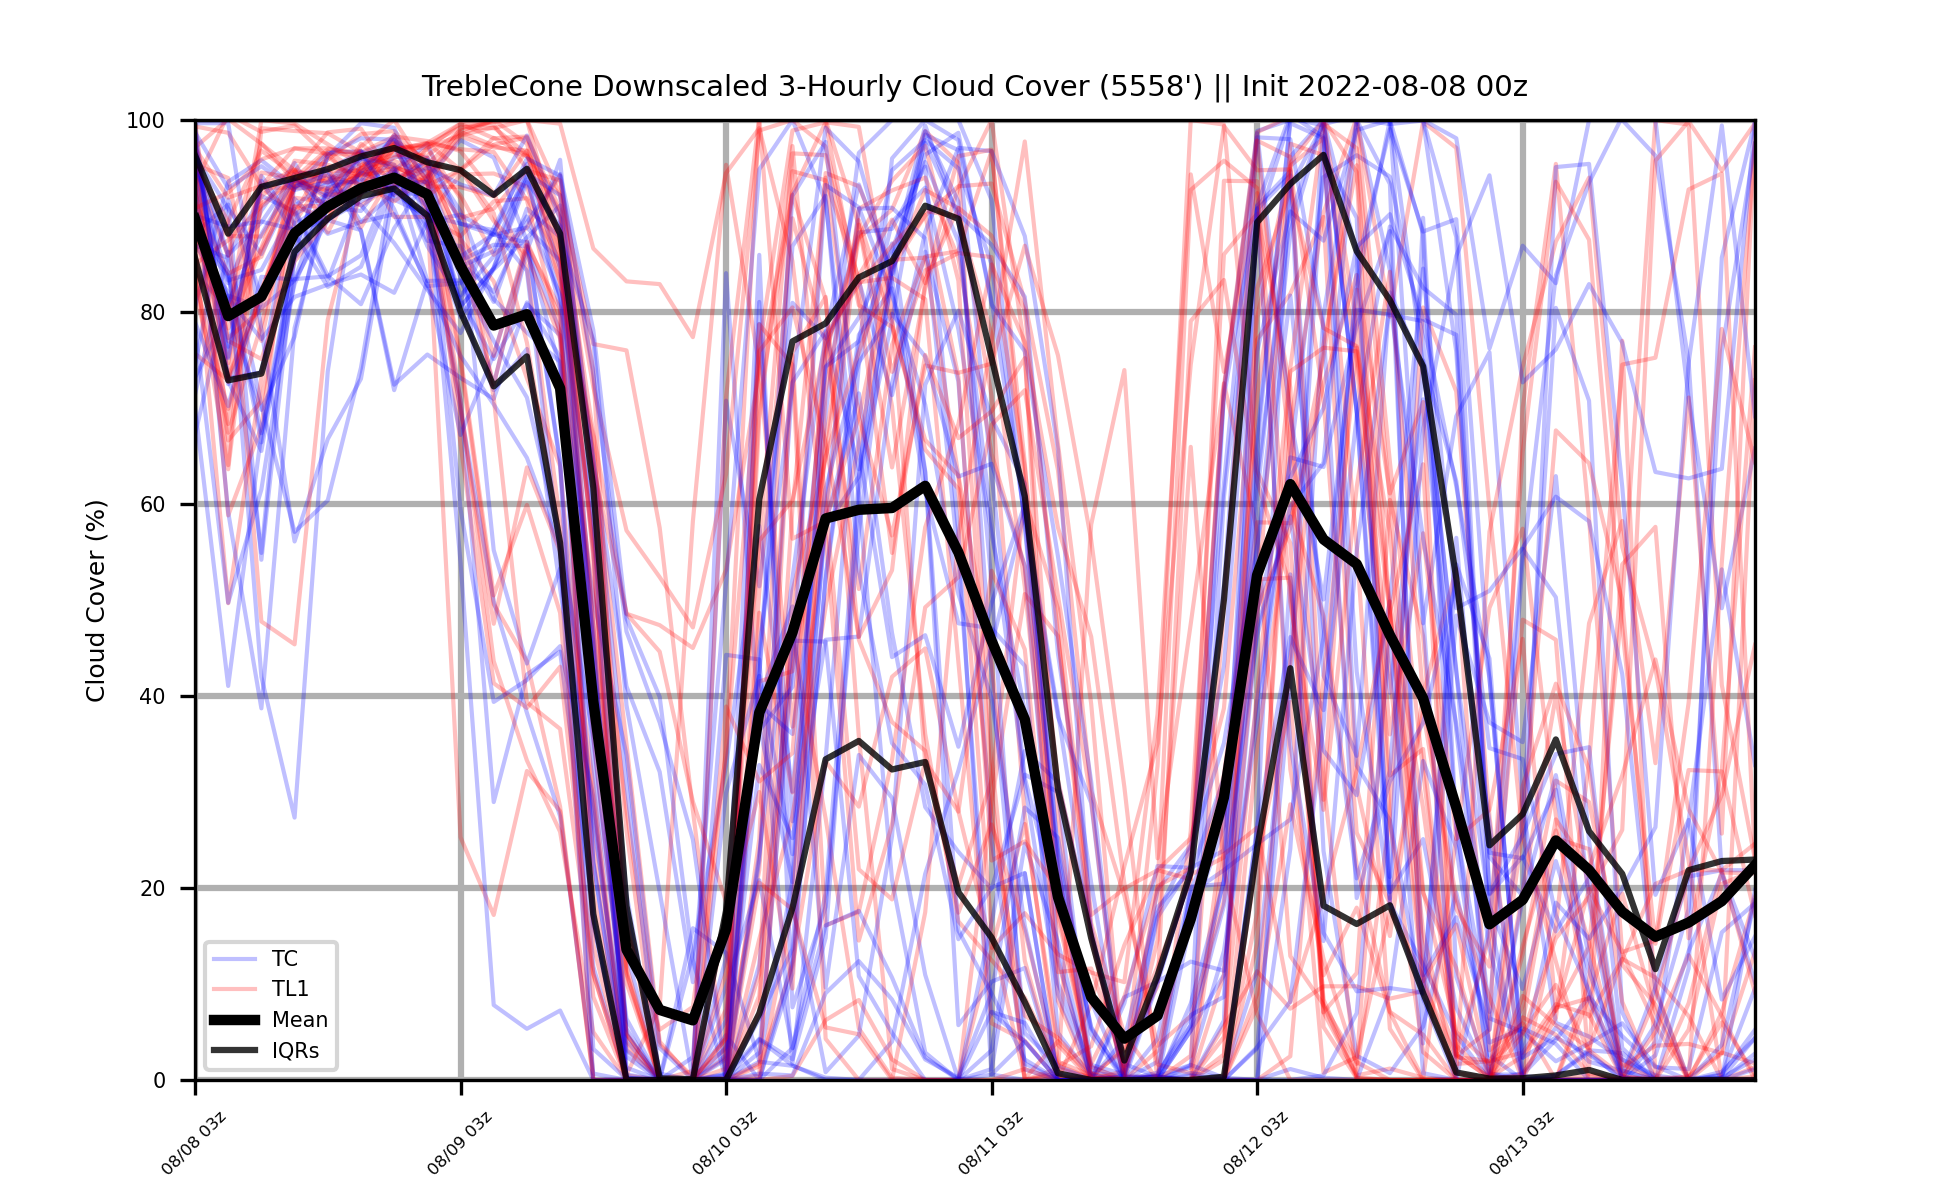 TrebleCone Downscaled 3-Hourly Cloud Cover (5558') || Init 2022-08-08 00z
Cloud Cover (%)
100
80
60
40
20
0
TC
TL1
Mean
IQRs
08/08 03z
08/09 03z
08/10 03z
08/11 03z
08/12 03z
08/13 03z